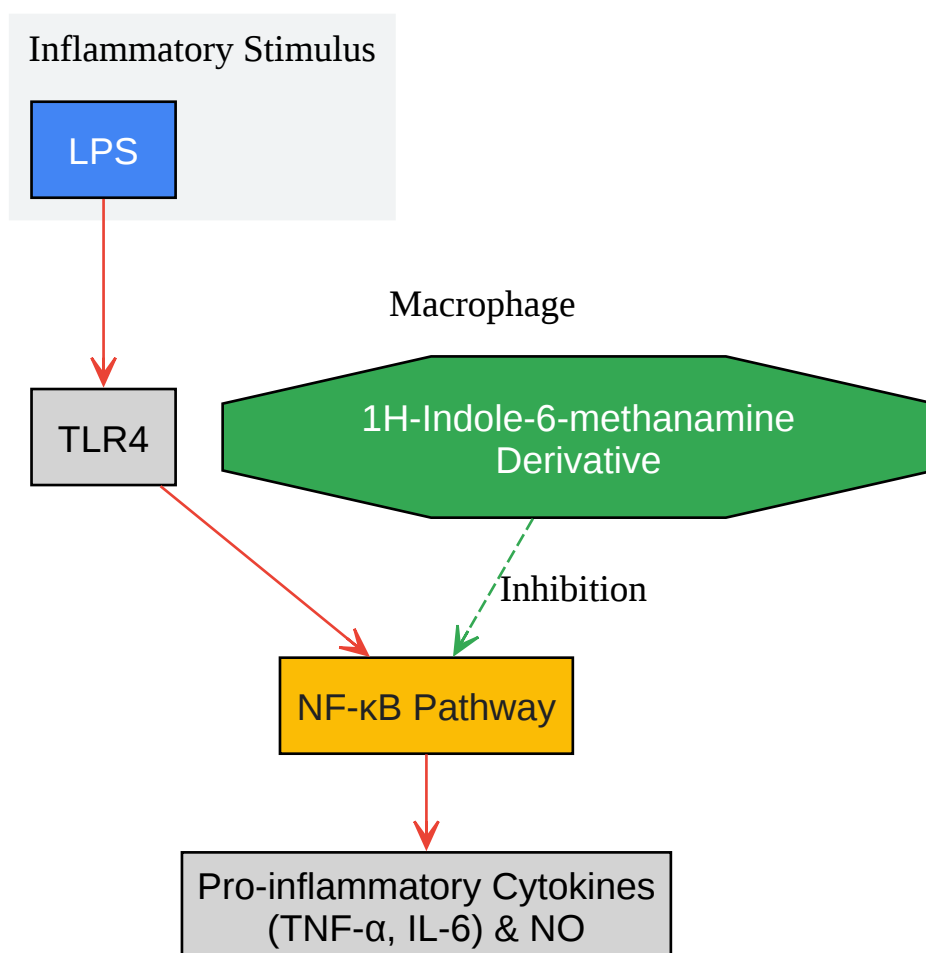 Inflammatory Stimulus
LPS
Macrophage
TLR4
1H-Indole-6-methanamine
Derivative
Inhibition
NF-κB Pathway
Pro-inflammatory Cytokines
(TNF-α, IL-6) & NO